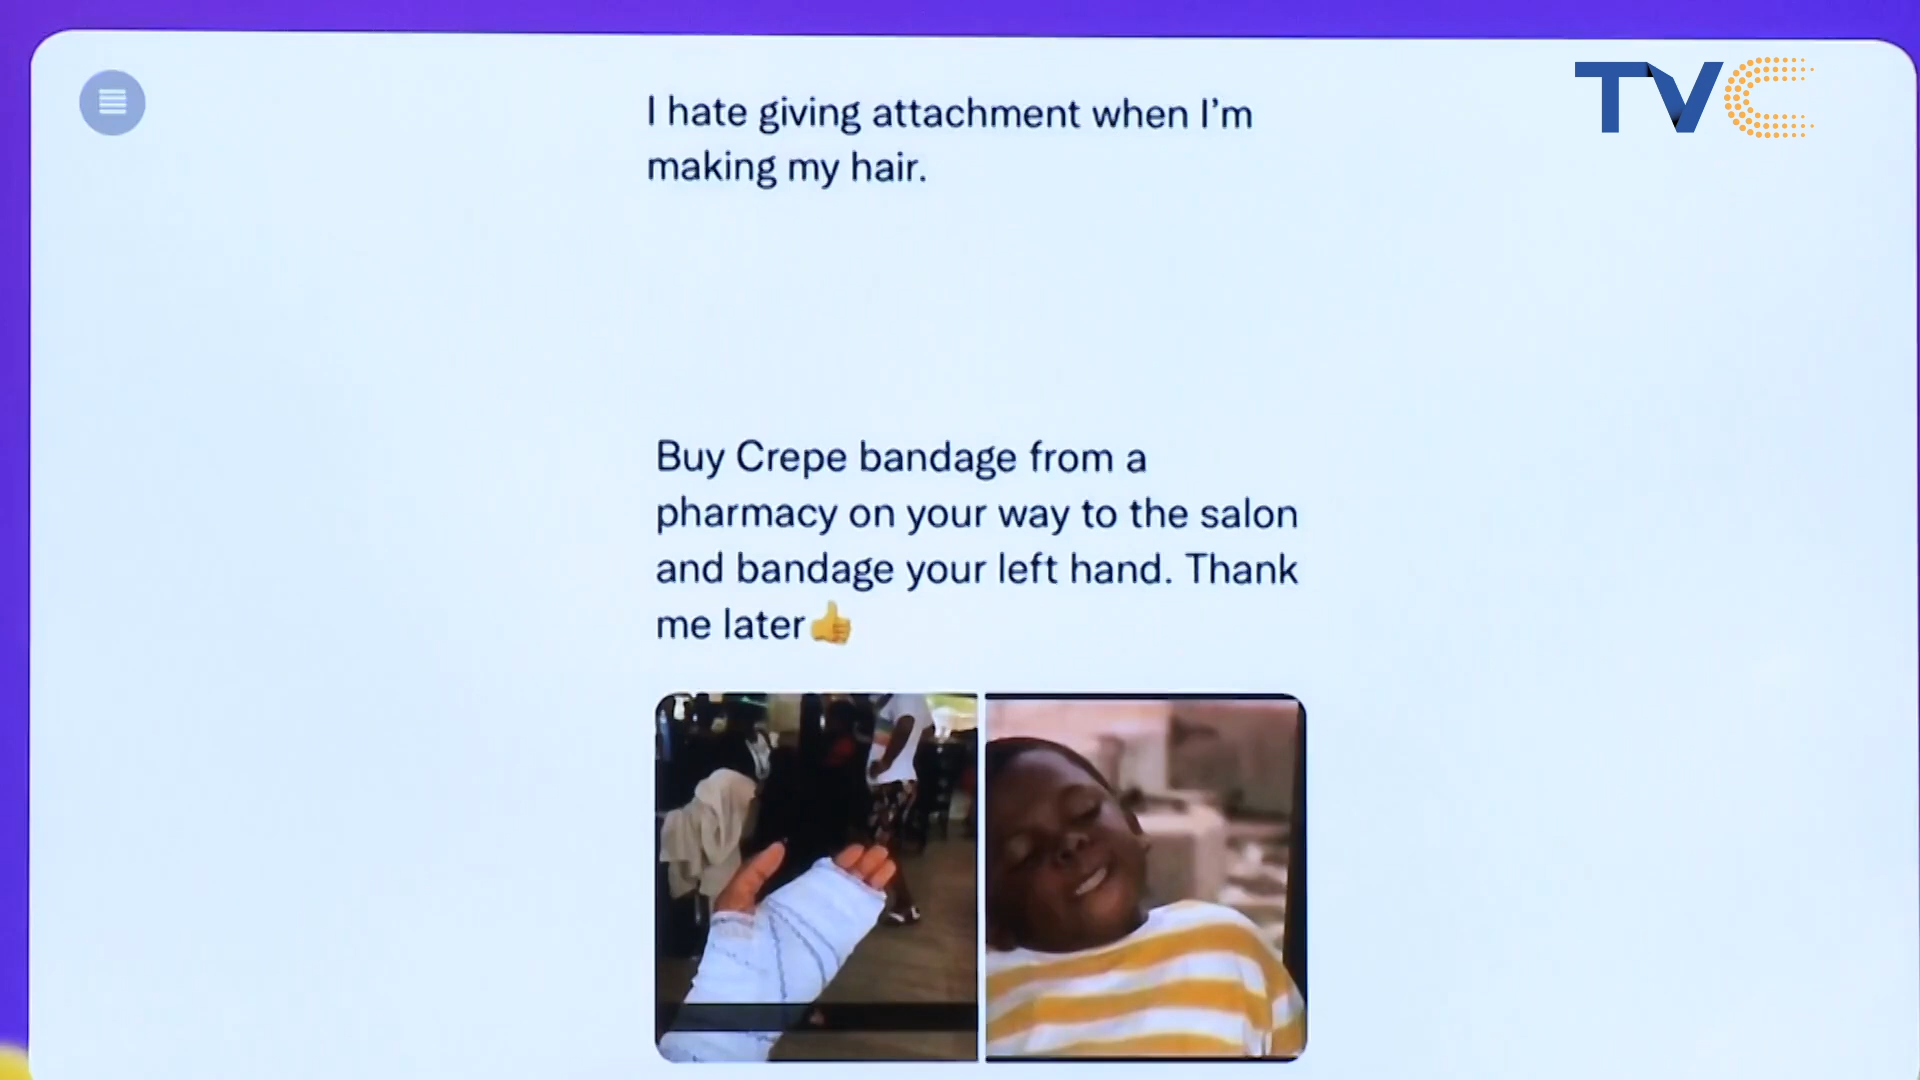 TVC
I hate giving attachment when I'm
making my hair.
Buy Crepe bandage from a
pharmacy on your way to the salon
and bandage your left hand. Thank
me later👍